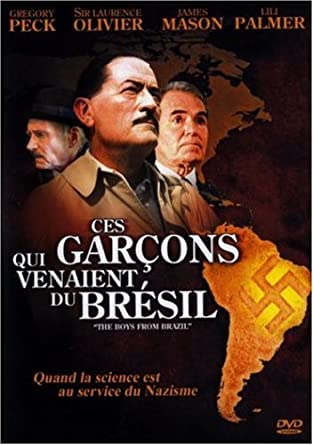 GREGORY PECK
SIR LAURENCE OLIVIER
JAMES MASON
LILI PALMER
CES
GARÇONS
QUI
VENAIENT
DU BRÉSIL
"THE BOYS FROM BRAZIL"
Quand la science est
au service du Nazisme
DVD